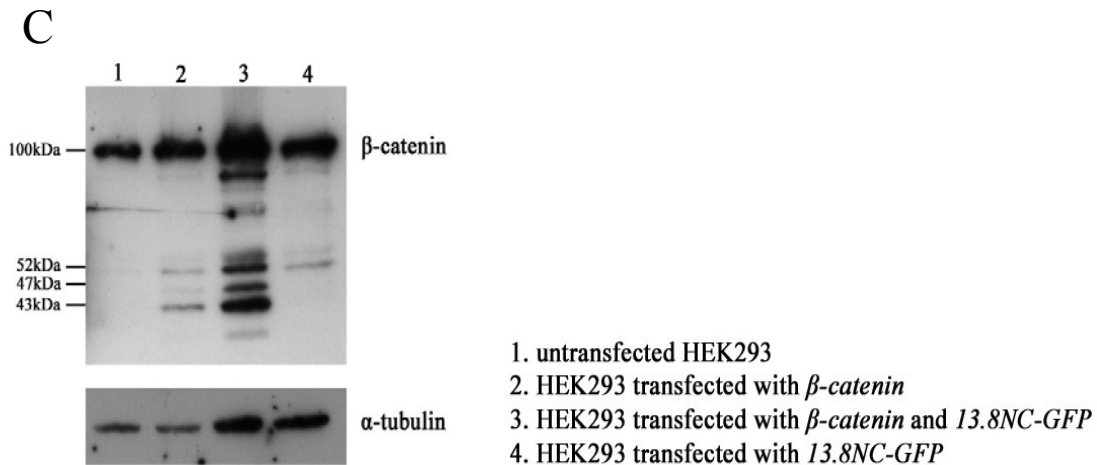 C
1 2 3 4
100kDa
β-catenin
52kDa
47kDa
43kDa
α-tubulin
1. untransfected HEK293
2. HEK293 transfected with β-catenin
3. HEK293 transfected with β-catenin and 13.8NC-GFP
4. HEK293 transfected with 13.8NC-GFP